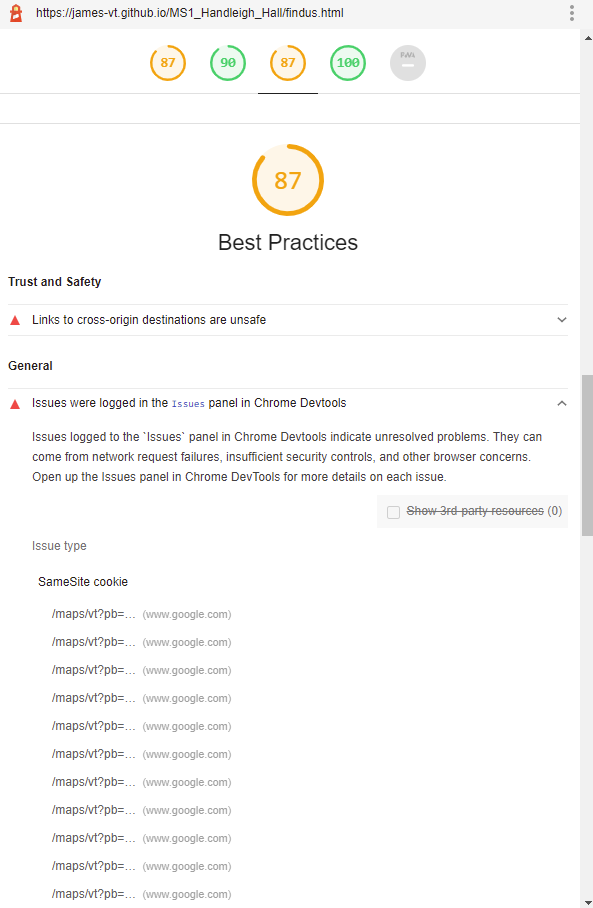 https://james-vt.github.io/MS1_Handleigh_Hall/findus.html
87 90 87 100 PWA
87
Best Practices
Trust and Safety
Links to cross-origin destinations are unsafe
General
Issues were logged in the Issues panel in Chrome Devtools
Issues logged to the `Issues` panel in Chrome Devtools indicate unresolved problems. They can
come from network request failures, insufficient security controls, and other browser concerns.
Open up the Issues panel in Chrome DevTools for more details on each issue.
Show 3rd-party resources (0)
Issue type
SameSite cookie
/maps/vt?pb=… (www.google.com)
/maps/vt?pb=… (www.google.com)
/maps/vt?pb=… (www.google.com)
/maps/vt?pb=… (www.google.com)
/maps/vt?pb=… (www.google.com)
/maps/vt?pb=… (www.google.com)
/maps/vt?pb=… (www.google.com)
/maps/vt?pb=… (www.google.com)
/maps/vt?pb=… (www.google.com)
/maps/vt?pb=… (www.google.com)
/maps/vt?pb=… (www.google.com)